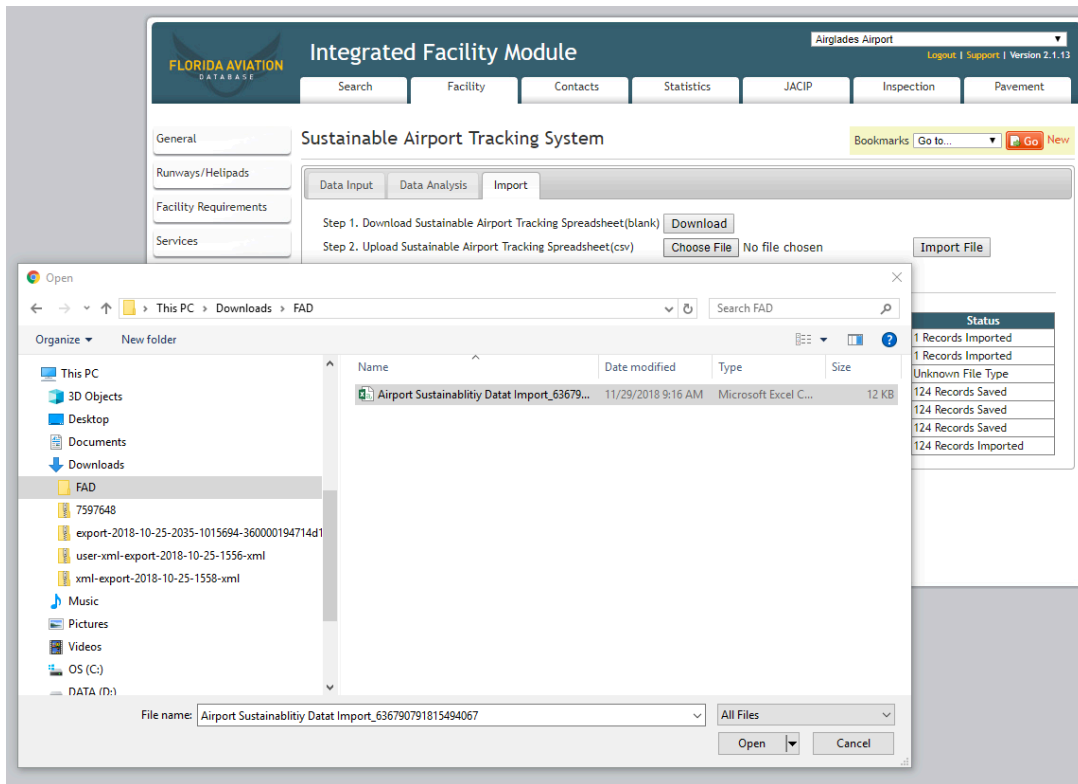 FLORIDA AVIATION
DATABASE
Integrated Facility Module
Airglades Airport
Logout | Support | Version 2.1.13
Search Facility Contacts Statistics JACIP Inspection Pavement
General
Runways/Helipads
Facility Requirements
Services
Sustainable Airport Tracking System
Bookmarks Go to... Go New
Data Input Data Analysis Import
Step 1. Download Sustainable Airport Tracking Spreadsheet(blank) Download
Step 2. Upload Sustainable Airport Tracking Spreadsheet(csv) Choose File No file chosen Import File
Status
1 Records Imported
1 Records Imported
Unknown File Type
124 Records Saved
124 Records Saved
124 Records Saved
124 Records Imported
Open
This PC > Downloads > FAD
Search FAD
Organize New folder
Name Date modified Type Size
Airport Sustainablitiy Datat Import_63679... 11/29/2018 9:16 AM Microsoft Excel C... 12 KB
This PC
3D Objects
Desktop
Documents
Downloads
FAD
7597648
export-2018-10-25-2035-1015694-360000194714d1
user-xml-export-2018-10-25-1556-xml
xml-export-2018-10-25-1558-xml
Music
Pictures
Videos
OS (C:)
DATA (D:)
File name: Airport Sustainablitiy Datat Import_636790791815494067
All Files
Open Cancel